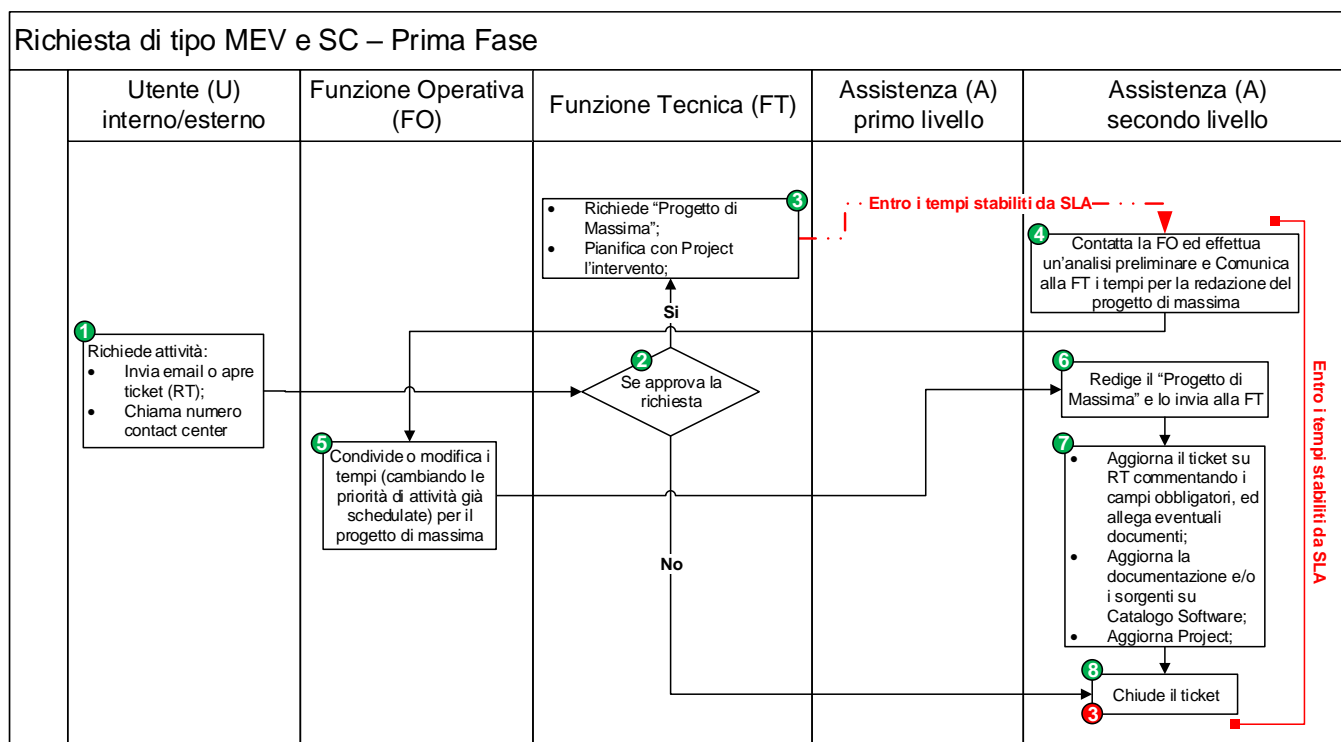 Richiesta di tipo MEV e SC – Prima Fase
Utente (U)
interno/esterno
Funzione Operativa
(FO)
Funzione Tecnica (FT)
Assistenza (A)
primo livello
Assistenza (A)
secondo livello
1
Richiede attività:
• Invia email o apre
ticket (RT);
• Chiama numero
contact center
2
Se approva la
richiesta
Si
No
3
• Richiede “Progetto di
Massima”;
• Pianifica con Project
l’intervento;
Entro i tempi stabiliti da SLA
4
Contatta la FO ed effettua
un’analisi preliminare e Comunica
alla FT i tempi per la redazione del
progetto di massima
5
Condivide o modifica i
tempi (cambiando le
priorità di attività già
schedulate) per il
progetto di massima
6
Redige il “Progetto di
Massima” e lo invia alla FT
7
• Aggiorna il ticket su
RT commentando i
campi obbligatori, ed
allega eventuali
documenti;
• Aggiorna la
documentazione e/o
i sorgenti su
Catalogo Software;
• Aggiorna Project;
8
Chiude il ticket
3
Entro i tempi stabiliti da SLA